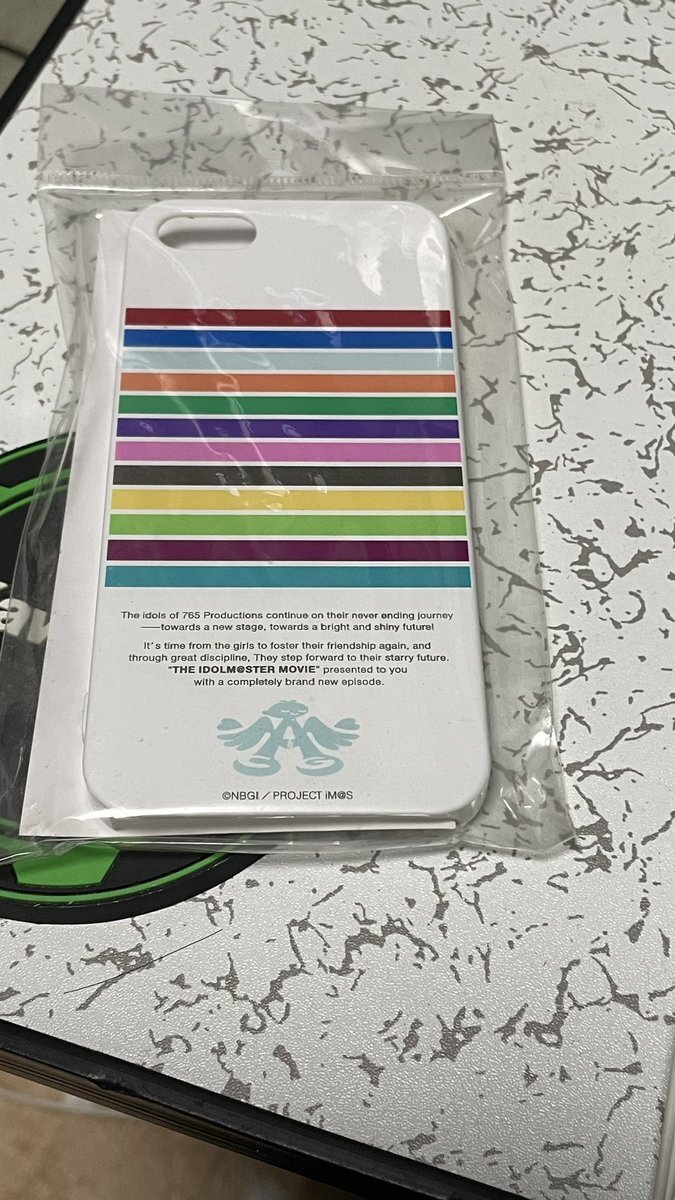 The idols of 765 Productions continue on their never ending journey
——towards a new stage, towards a bright and shiny future!
It's time from the girls to foster their friendship again, and
through great discipline, They step forward to their starry future.
"THE IDOLM@STER MOVIE" presented to you
with a completely brand new episode.
©NBGI / PROJECT iM@S